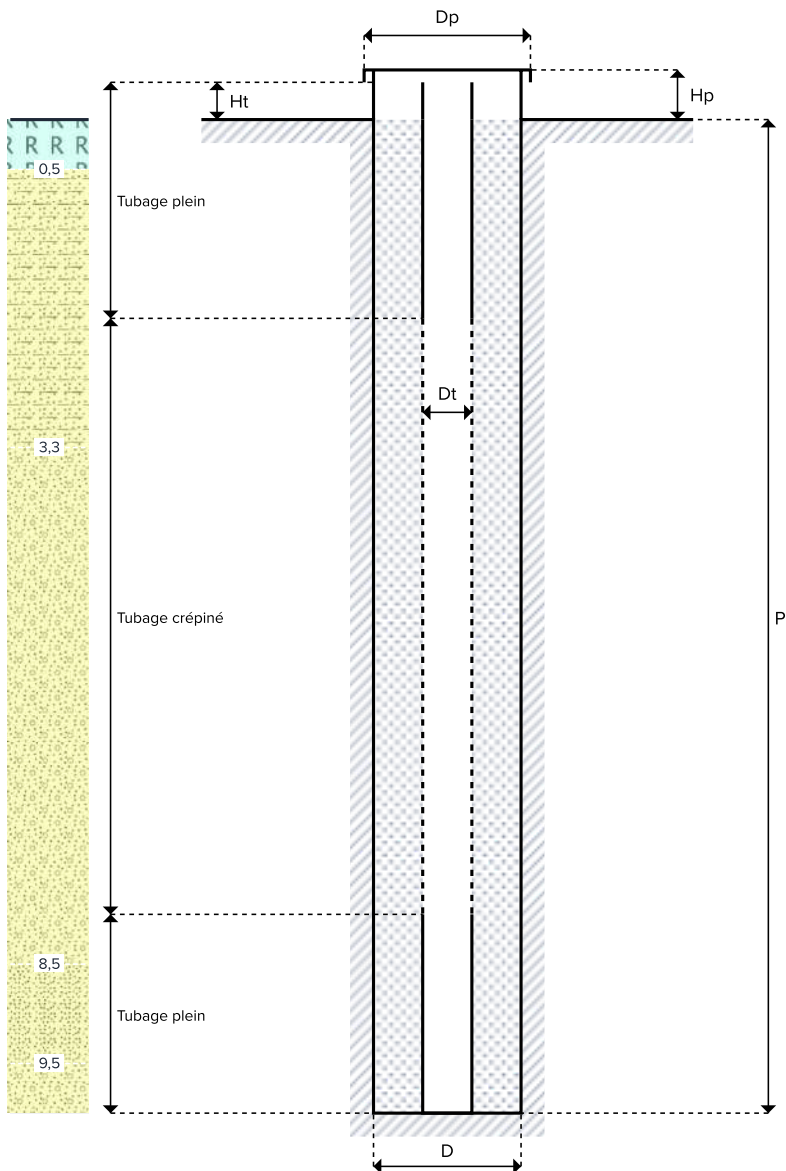 Dp
Ht
Hp
R R R R
R R R R
R R R R
0,5
Tubage plein
3,3
Dt
Tubage crépiné
P
8,5
Tubage plein
9,5
D